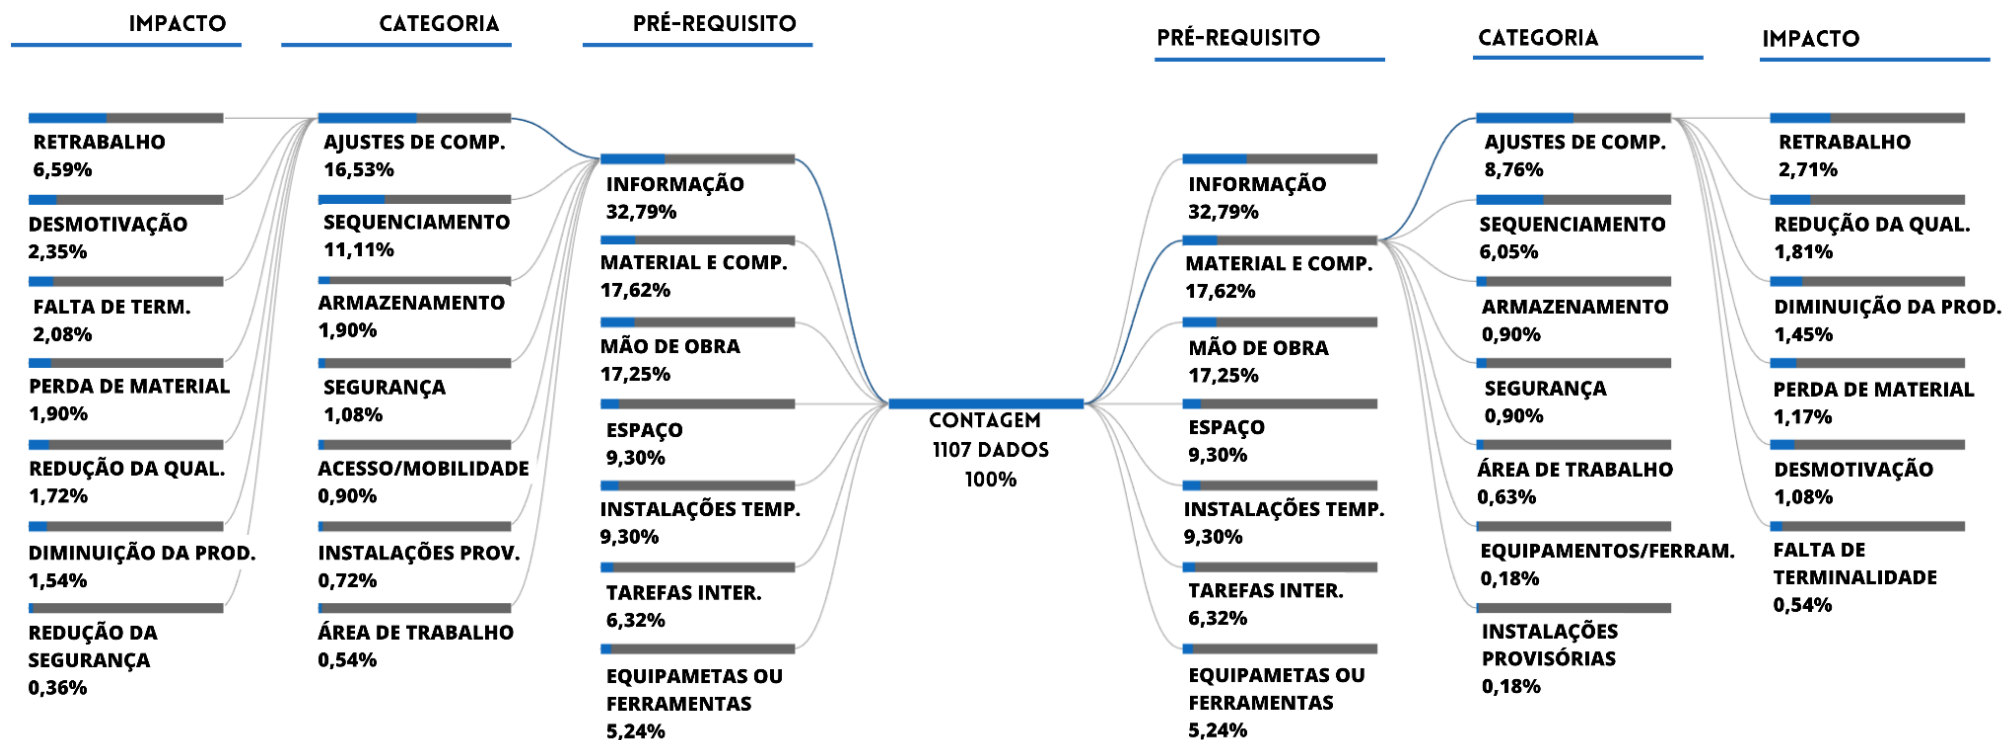 IMPACTO
RETRABALHO
6,59%
DESMOTIVAÇÃO
2,35%
FALTA DE TERM.
2,08%
PERDA DE MATERIAL
1,90%
REDUÇÃO DA QUAL.
1,72%
DIMINUIÇÃO DA PROD.
1,54%
REDUÇÃO DA
SEGURANÇA
0,36%
CATEGORIA
AJUSTES DE COMP.
16,53%
SEQUENCIAMENTO
11,11%
ARMAZENAMENTO
1,90%
SEGURANÇA
1,08%
ACESSO/MOBILIDADE
0,90%
INSTALAÇÕES PROV.
0,72%
ÁREA DE TRABALHO
0,54%
PRÉ-REQUISITO
INFORMAÇÃO
32,79%
MATERIAL E COMP.
17,62%
MÃO DE OBRA
17,25%
ESPAÇO
9,30%
INSTALAÇÕES TEMP.
9,30%
TAREFAS INTER.
6,32%
EQUIPAMETAS OU
FERRAMENTAS
5,24%
CONTAGEM
1107 DADOS
100%
PRÉ-REQUISITO
INFORMAÇÃO
32,79%
MATERIAL E COMP.
17,62%
MÃO DE OBRA
17,25%
ESPAÇO
9,30%
INSTALAÇÕES TEMP.
9,30%
TAREFAS INTER.
6,32%
EQUIPAMETAS OU
FERRAMENTAS
5,24%
CATEGORIA
AJUSTES DE COMP.
8,76%
SEQUENCIAMENTO
6,05%
ARMAZENAMENTO
0,90%
SEGURANÇA
0,90%
ÁREA DE TRABALHO
0,63%
EQUIPAMENTOS/FERRAM.
0,18%
INSTALAÇÕES
PROVISÓRIAS
0,18%
IMPACTO
RETRABALHO
2,71%
REDUÇÃO DA QUAL.
1,81%
DIMINUIÇÃO DA PROD.
1,45%
PERDA DE MATERIAL
1,17%
DESMOTIVAÇÃO
1,08%
FALTA DE
TERMINALIDADE
0,54%